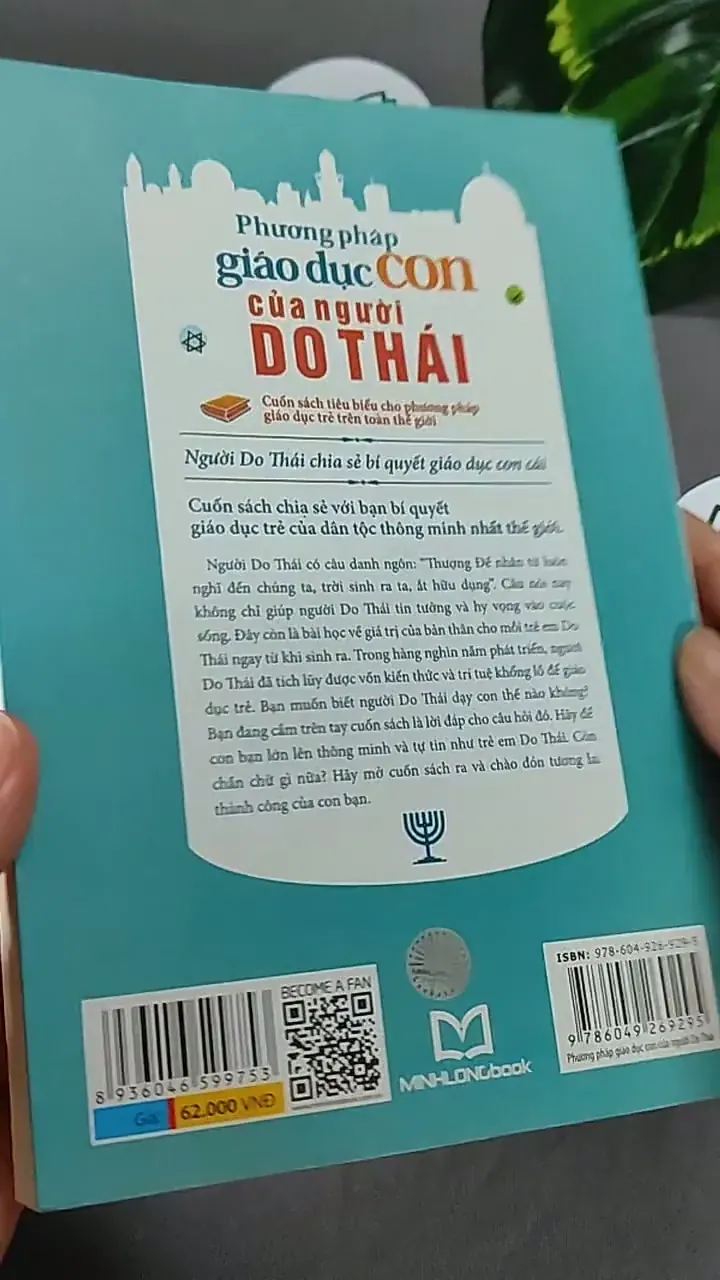 Phương pháp
giáo dục con
của người
DO THÁI
Cuốn sách tiêu biểu cho phương pháp
giáo dục trẻ trên toàn thế giới
Người Do Thái chia sẻ bí quyết giáo dục con cái
Cuốn sách chia sẻ với bạn bí quyết
giáo dục trẻ của dân tộc thông minh nhất thế giới.
Người Do Thái có câu danh ngôn: "Thượng Đế nhân từ luôn
nghĩ đến chúng ta, trời sinh ra ta, ắt hữu dụng". Câu nói này
không chỉ giúp người Do Thái tin tưởng và hy vọng vào cuộc
sống. Đây còn là bài học về giá trị của bản thân cho mỗi trẻ em Do
Thái ngay từ khi sinh ra. Trong hàng nghìn năm phát triển, người
Do Thái đã tích lũy được vốn kiến thức và trí tuệ khổng lồ để giáo
dục trẻ. Bạn muốn biết người Do Thái dạy con thế nào không?
Bạn đang cầm trên tay cuốn sách là lời đáp cho câu hỏi đó. Hãy để
con bạn lớn lên thông minh và tự tin như trẻ em Do Thái. Còn
chần chừ gì nữa? Hãy mở cuốn sách ra và chào đón tương lai
thành công của con bạn.
BECOME A FAN
8 936046 599753
Giá: 62.000 VNĐ
MINHLONGbook
ISBN: 978-604-926-929-5
9 786049 269295
Phương pháp giáo dục con của người Do Thái